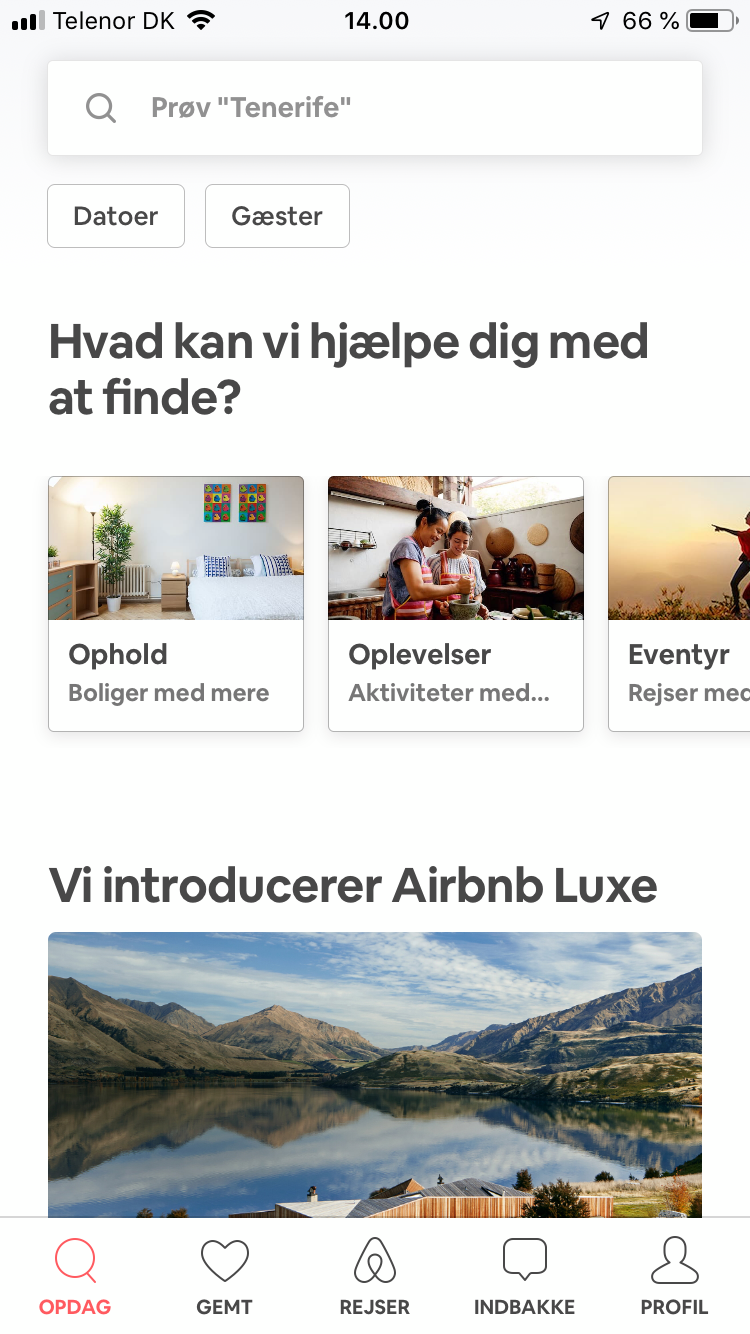 Telenor DK 14.00 66 %
Prøv "Tenerife"
Datoer Gæster
Hvad kan vi hjælpe dig med
at finde?
Ophold
Boliger med mere
Oplevelser
Aktiviteter med...
Eventyr
Rejser med
Vi introducerer Airbnb Luxe
OPDAG GEMT REJSER INDBAKKE PROFIL